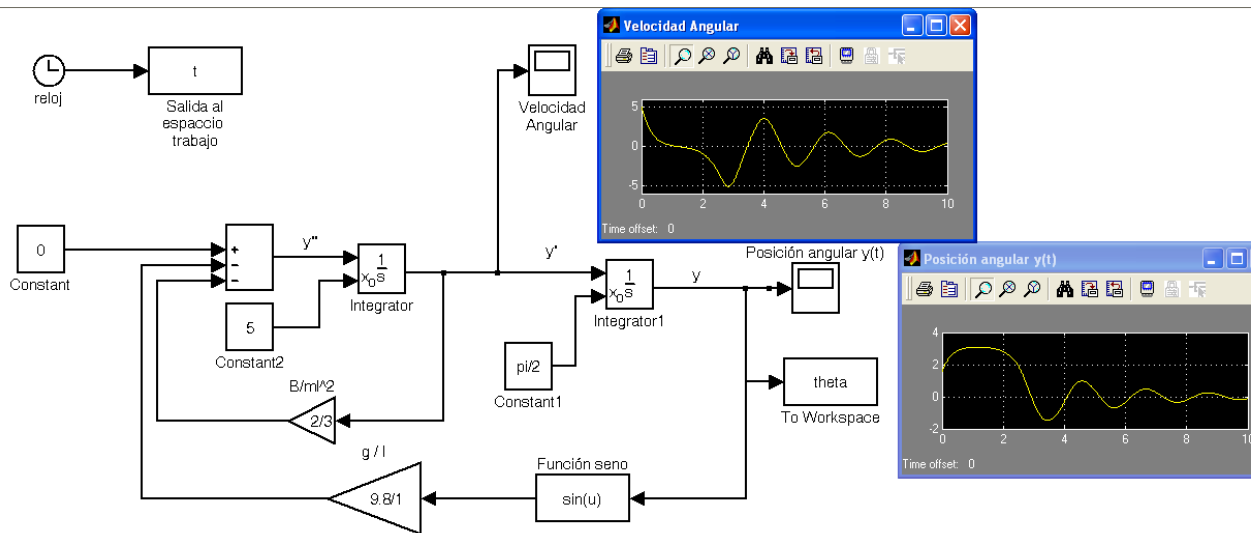 Velocidad Angular
5
0
-5
0
2
4
6
8
10
Time offset: 0
t
reloj
Salida al
espaccio
trabajo
Velocidad
Angular
0
Constant
+
−
−
y''
1
s
xo
Integrator
5
Constant2
y'
1
s
xo
Integrator1
pi/2
Constant1
y
Posición angular y(t)
theta
To Workspace
B/ml^2
2/3
g / l
9.8/1
Función seno
sin(u)
Posición angular y(t)
4
2
0
-2
0
2
4
6
8
10
Time offset: 0